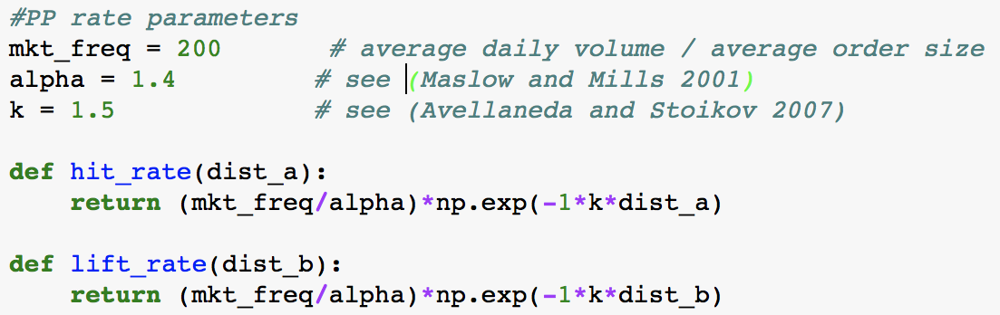 #PP rate parameters
mkt_freq = 200 # average daily volume / average order size
alpha = 1.4 # see (Maslow and Mills 2001)
k = 1.5 # see (Avellaneda and Stoikov 2007)
def hit_rate(dist_a):
return (mkt_freq/alpha)*np.exp(-1*k*dist_a)
def lift_rate(dist_b):
return (mkt_freq/alpha)*np.exp(-1*k*dist_b)